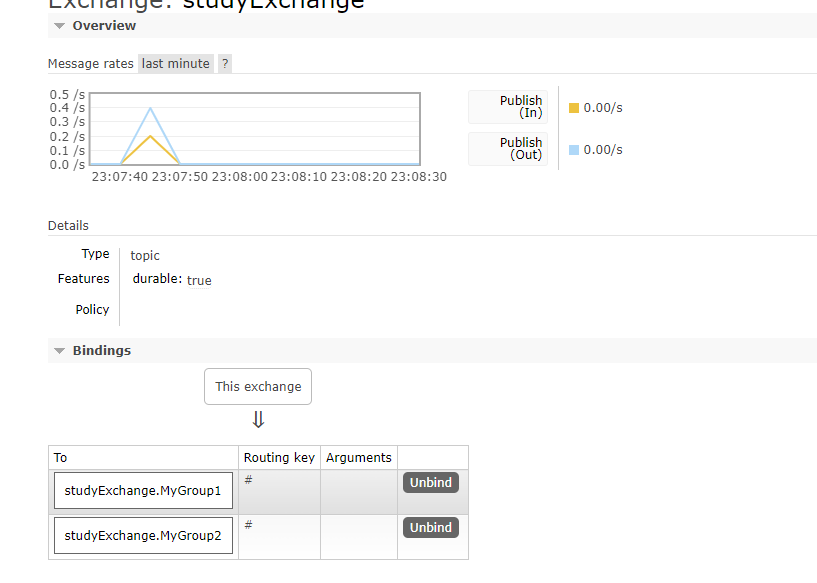 Exchange: studyExchange
Overview
Message rates last minute ?
0.5 /s
0.4 /s
0.3 /s
0.2 /s
0.1 /s
0.0 /s
23:07:40 23:07:50 23:08:00 23:08:10 23:08:20 23:08:30
Publish
(In)
0.00/s
Publish
(Out)
0.00/s
Details
Type topic
Features durable: true
Policy
Bindings
This exchange
⇓
To Routing key Arguments
studyExchange.MyGroup1 # Unbind
studyExchange.MyGroup2 # Unbind